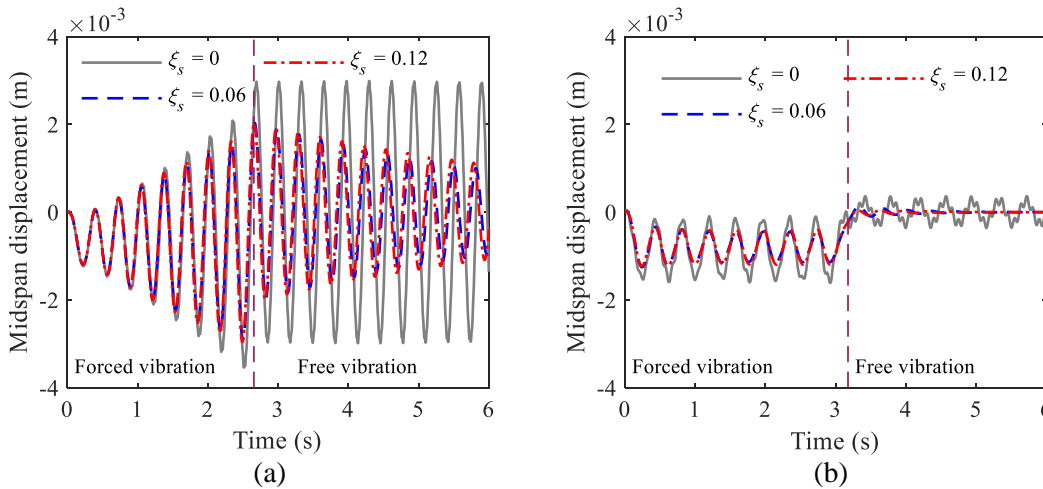 ×10⁻³
4
2
0
-2
-4
Midspan displacement (m)
ξₛ = 0
ξₛ = 0.12
ξₛ = 0.06
Forced vibration
Free vibration
0 1 2 3 4 5 6
Time (s)
(a)
×10⁻³
4
2
0
-2
-4
Midspan displacement (m)
ξₛ = 0
ξₛ = 0.12
ξₛ = 0.06
Forced vibration
Free vibration
0 1 2 3 4 5 6
Time (s)
(b)